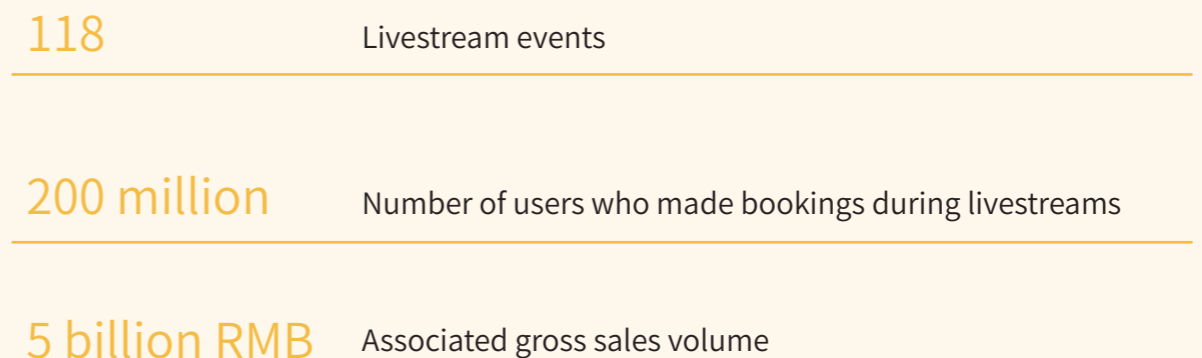 118 Livestream events
200 million Number of users who made bookings during livestreams
5 billion RMB Associated gross sales volume